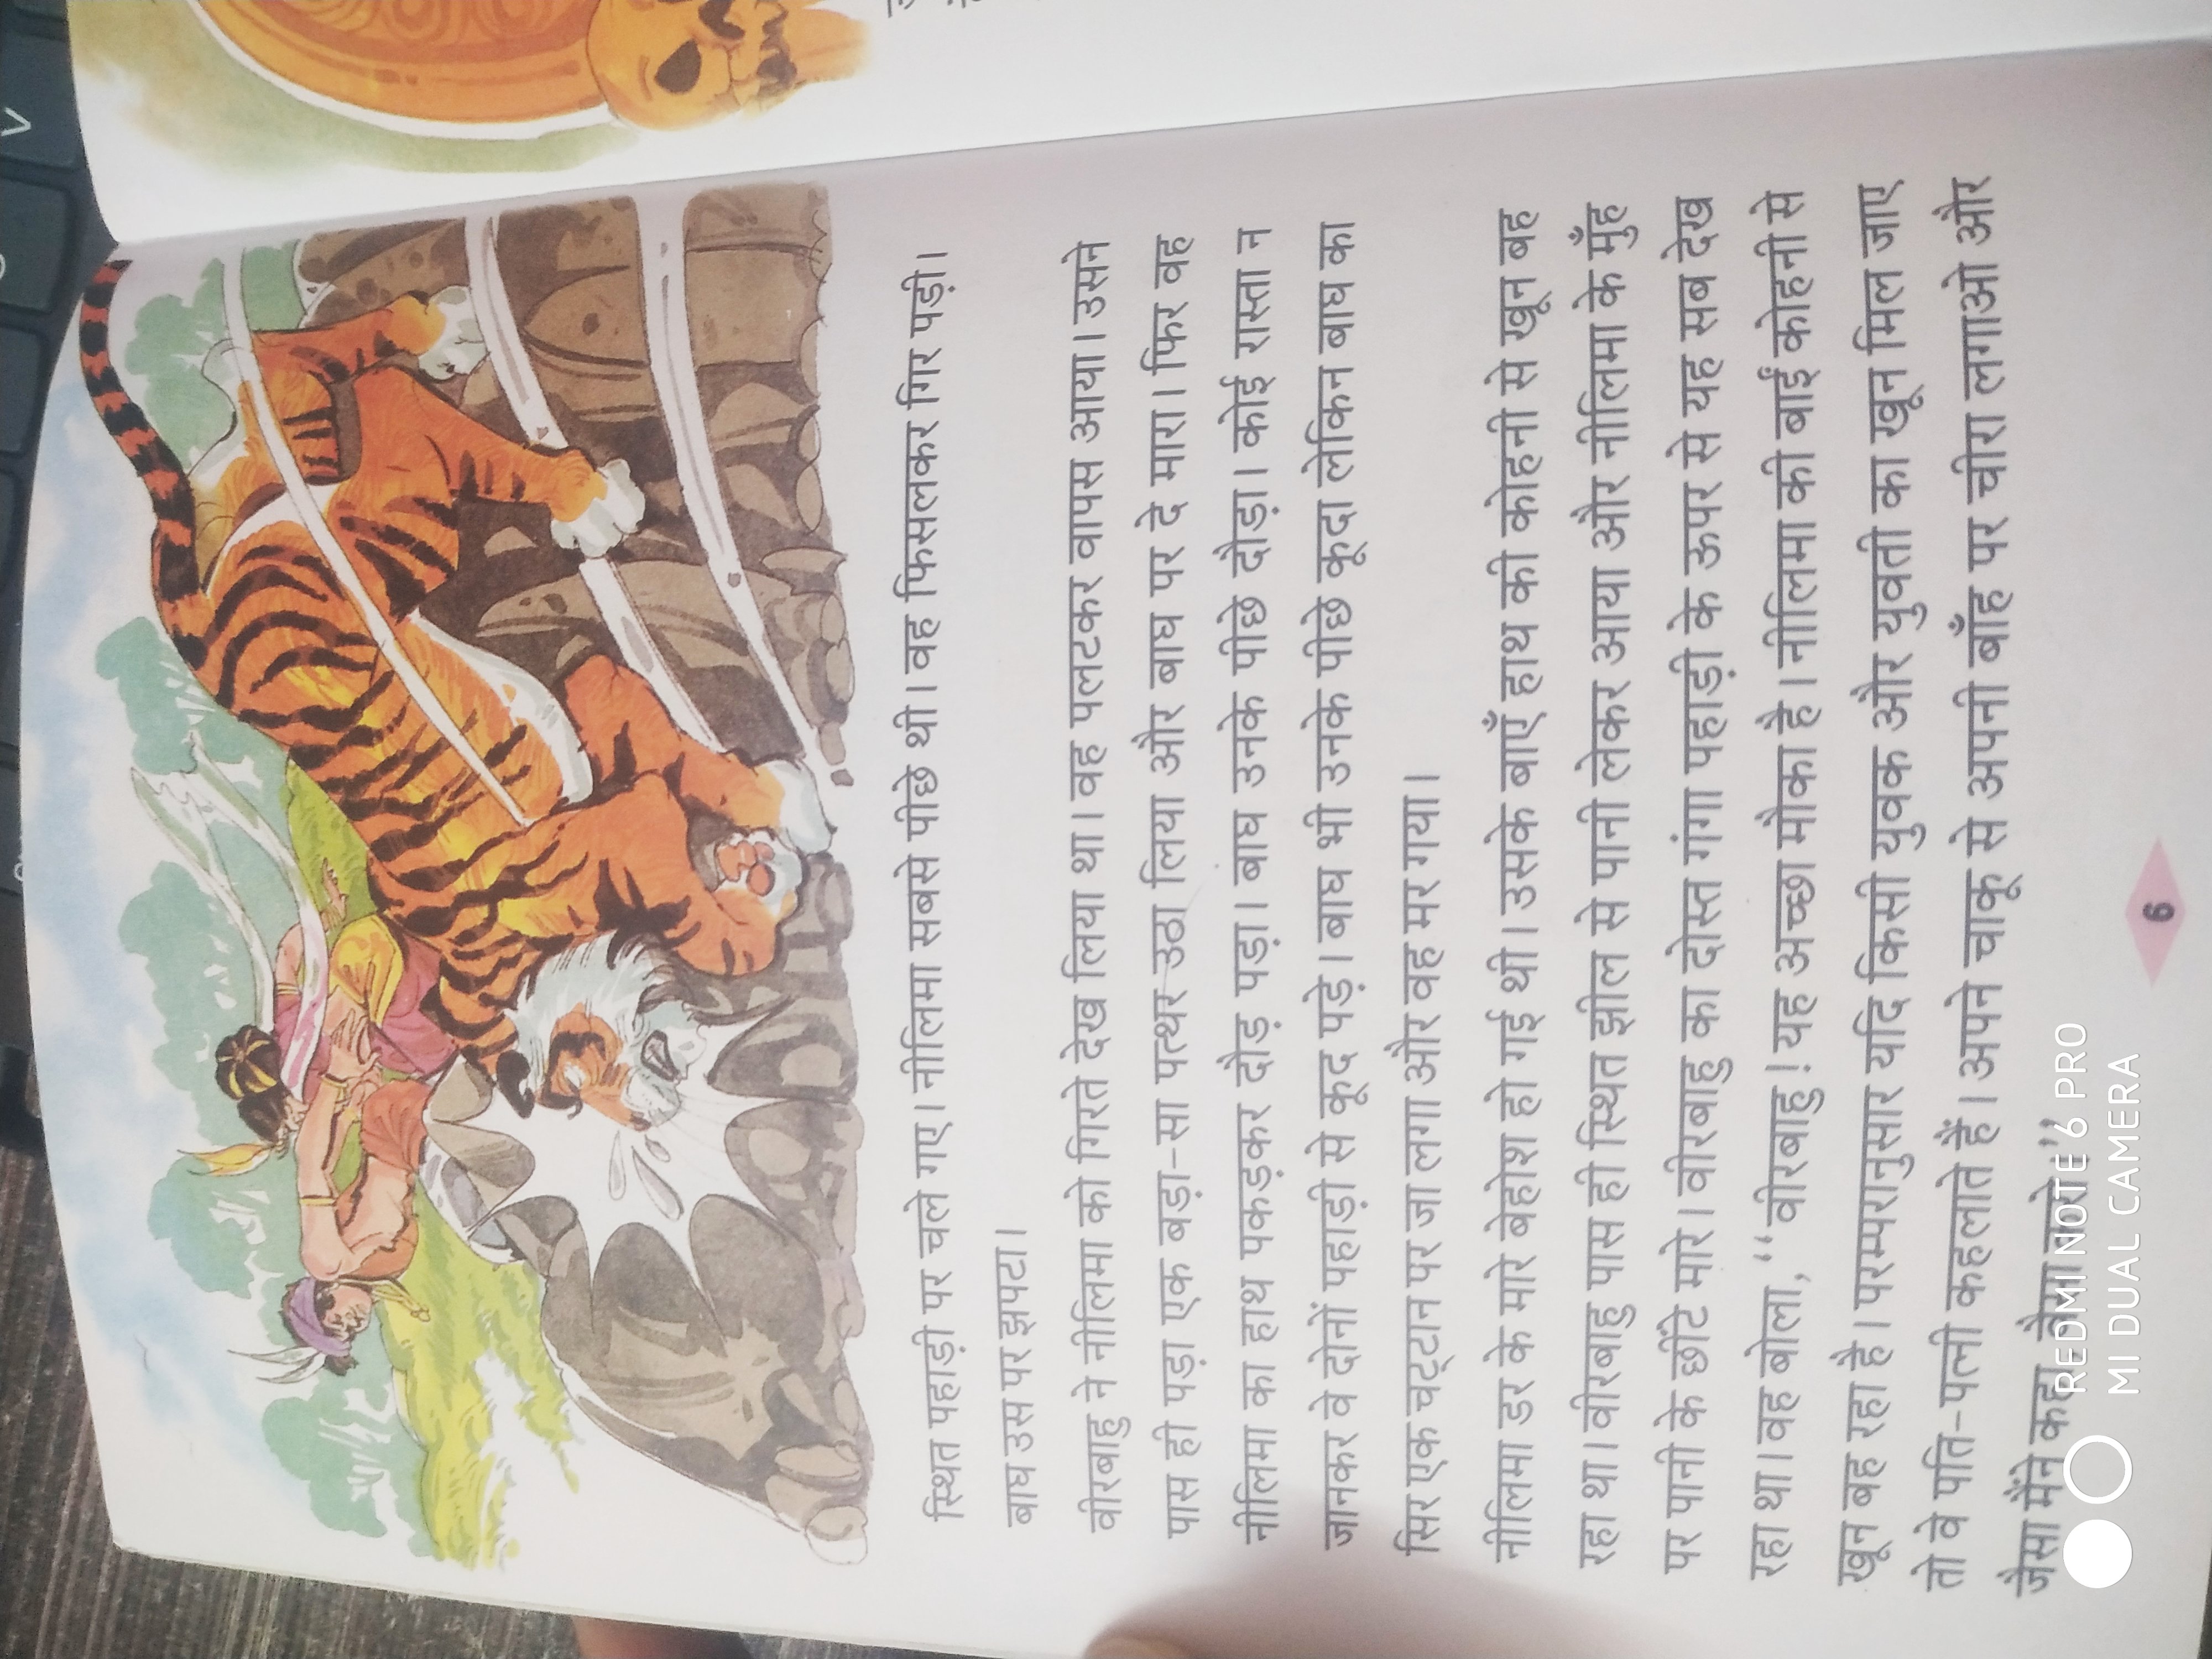 स्थित पहाड़ी पर चले गए। नीलिमा सबसे पीछे थी। वह फिसलकर गिर पड़ी।
बाघ उस पर झपटा।
वीरबाहु ने नीलिमा को गिरते देख लिया था। वह पलटकर वापस आया। उसने
पास ही पड़ा एक बड़ा-सा पत्थर उठा लिया और बाघ पर दे मारा। फिर वह
नीलिमा का हाथ पकड़कर दौड़ पड़ा। बाघ उनके पीछे दौड़ा। कोई रास्ता न
जानकर वे दोनों पहाड़ी से कूद पड़े। बाघ भी उनके पीछे कूदा लेकिन बाघ का
सिर एक चट्टान पर जा लगा और वह मर गया।
नीलिमा डर के मारे बेहोश हो गई थी। उसके बाएँ हाथ की कोहनी से खून बह
रहा था। वीरबाहु पास ही स्थित झील से पानी लेकर आया और नीलिमा के मुँह
पर पानी के छींटे मारे। वीरबाहु का दोस्त गंगा पहाड़ी के ऊपर से यह सब देख
रहा था। वह बोला, ‘‘वीरबाहु! यह अच्छा मौका है। नीलिमा की बाईं कोहनी से
खून बह रहा है। परम्परानुसार यदि किसी युवक और युवती का खून मिल जाए
तो वे पति-पत्नी कहलाते हैं। अपने चाकू से अपनी बाँह पर चीरा लगाओ और
जैसा मैंने कहा, वैसा करो।’’
REDMI NOTE 6 PRO
MI DUAL CAMERA
6
V